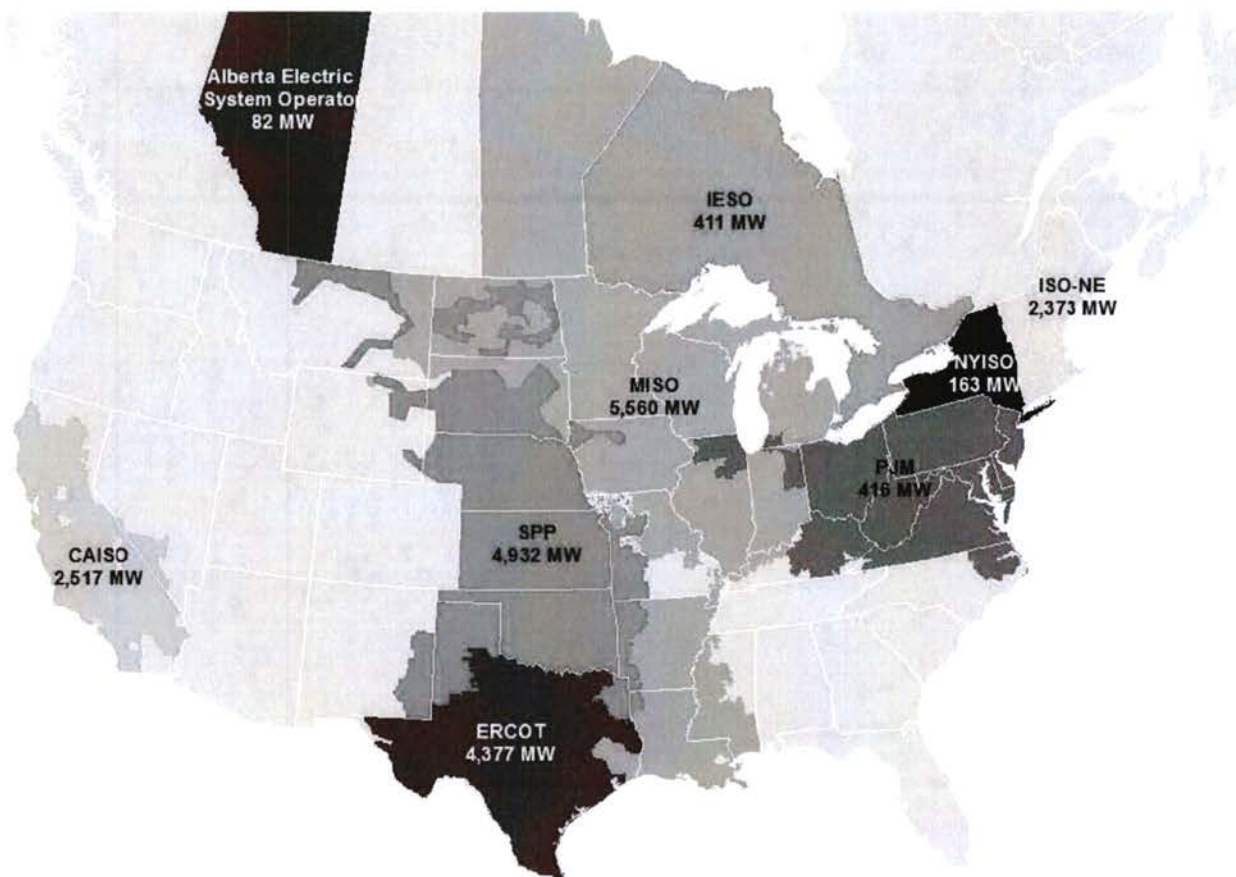 Alberta Electric
System Operator
82 MW
IESO
411 MW
ISO-NE
2,373 MW
NYISO
163 MW
MISO
5,560 MW
PJM
416 MW
SPP
4,932 MW
CAISO
2,517 MW
ERCOT
4,377 MW